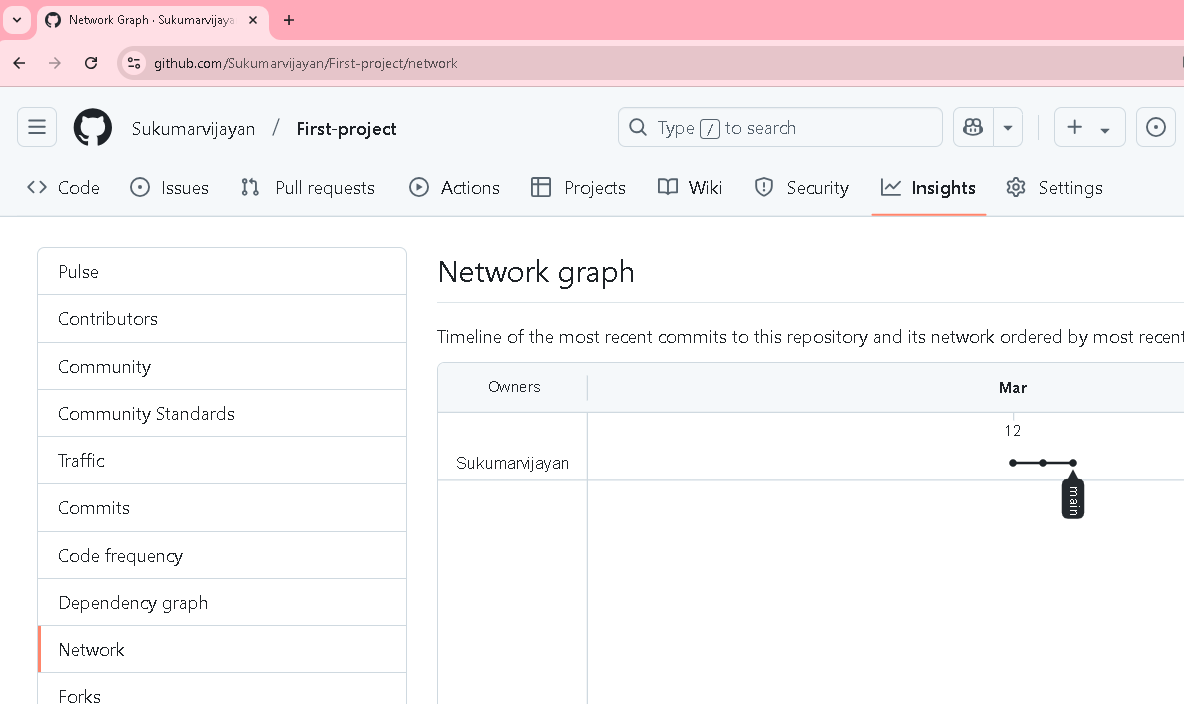 Network Graph · Sukumarvijaya
github.com/Sukumarvijayan/First-project/network
Sukumarvijayan / First-project
Type / to search
Code Issues Pull requests Actions Projects Wiki Security Insights Settings
Pulse
Contributors
Community
Community Standards
Traffic
Commits
Code frequency
Dependency graph
Network
Forks
Network graph
Timeline of the most recent commits to this repository and its network ordered by most recent
Owners Mar
12
Sukumarvijayan
main